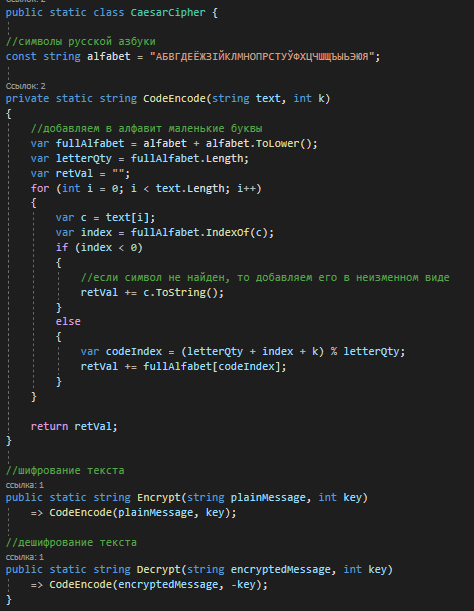 Ссылок: 2
public static class CaesarCipher {
//символы русской азбуки
const string alfabet = "АБВГДЕЁЖЗІЙКЛМНОПРСТУЎФХЦЧШЩЪЫЬЭЮЯ";
Ссылок: 2
private static string CodeEncode(string text, int k)
{
//добавляем в алфавит маленькие буквы
var fullAlfabet = alfabet + alfabet.ToLower();
var letterQty = fullAlfabet.Length;
var retVal = "";
for (int i = 0; i < text.Length; i++)
{
var c = text[i];
var index = fullAlfabet.IndexOf(c);
if (index < 0)
{
//если символ не найден, то добавляем его в неизменном виде
retVal += c.ToString();
}
else
{
var codeIndex = (letterQty + index + k) % letterQty;
retVal += fullAlfabet[codeIndex];
}
}
return retVal;
}
//шифрование текста
ссылка: 1
public static string Encrypt(string plainMessage, int key)
=> CodeEncode(plainMessage, key);
//дешифрование текста
ссылка: 1
public static string Decrypt(string encryptedMessage, int key)
=> CodeEncode(encryptedMessage, -key);
}